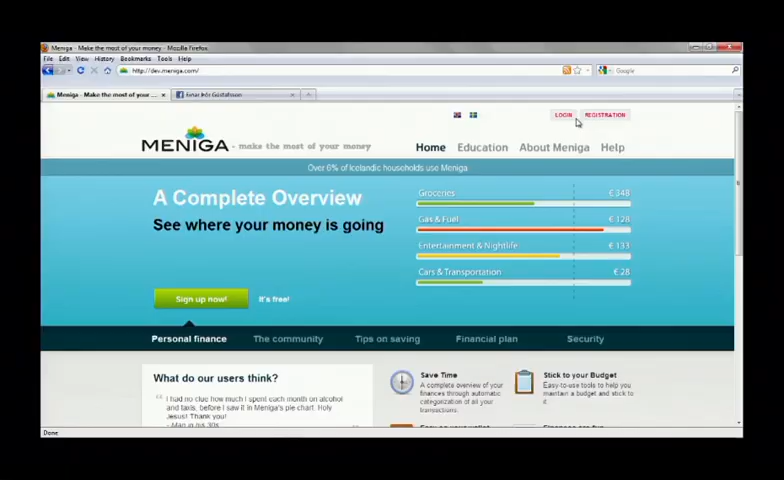 Meniga - Make the most of your money - Mozilla Firefox
File Edit View History Bookmarks Tools Help
http://dev.meniga.com/
Google
Meniga - Make the most of your ...
LOGIN REGISTRATION
MENIGA - make the most of your money
Home Education About Meniga Help
Over 6% of Icelandic households use Meniga
A Complete Overview
See where your money is going
Groceries € 348
Gas & Fuel € 128
Entertainment & Nightlife € 133
Cars & Transportation € 28
Sign up now! It's free!
Personal finance The community Tips on saving Financial plan Security
What do our users think?
I had no clue how much I spent each month on alcohol
and taxis, before I saw it in Meniga's pie chart. Holy
Jesus! Thank you!
- Man in his 30s
Save Time
A complete overview of your
finances through automatic
categorization of all your
transactions.
Stick to your Budget
Easy-to-use tools to help you
maintain a budget and stick to
it.
Done